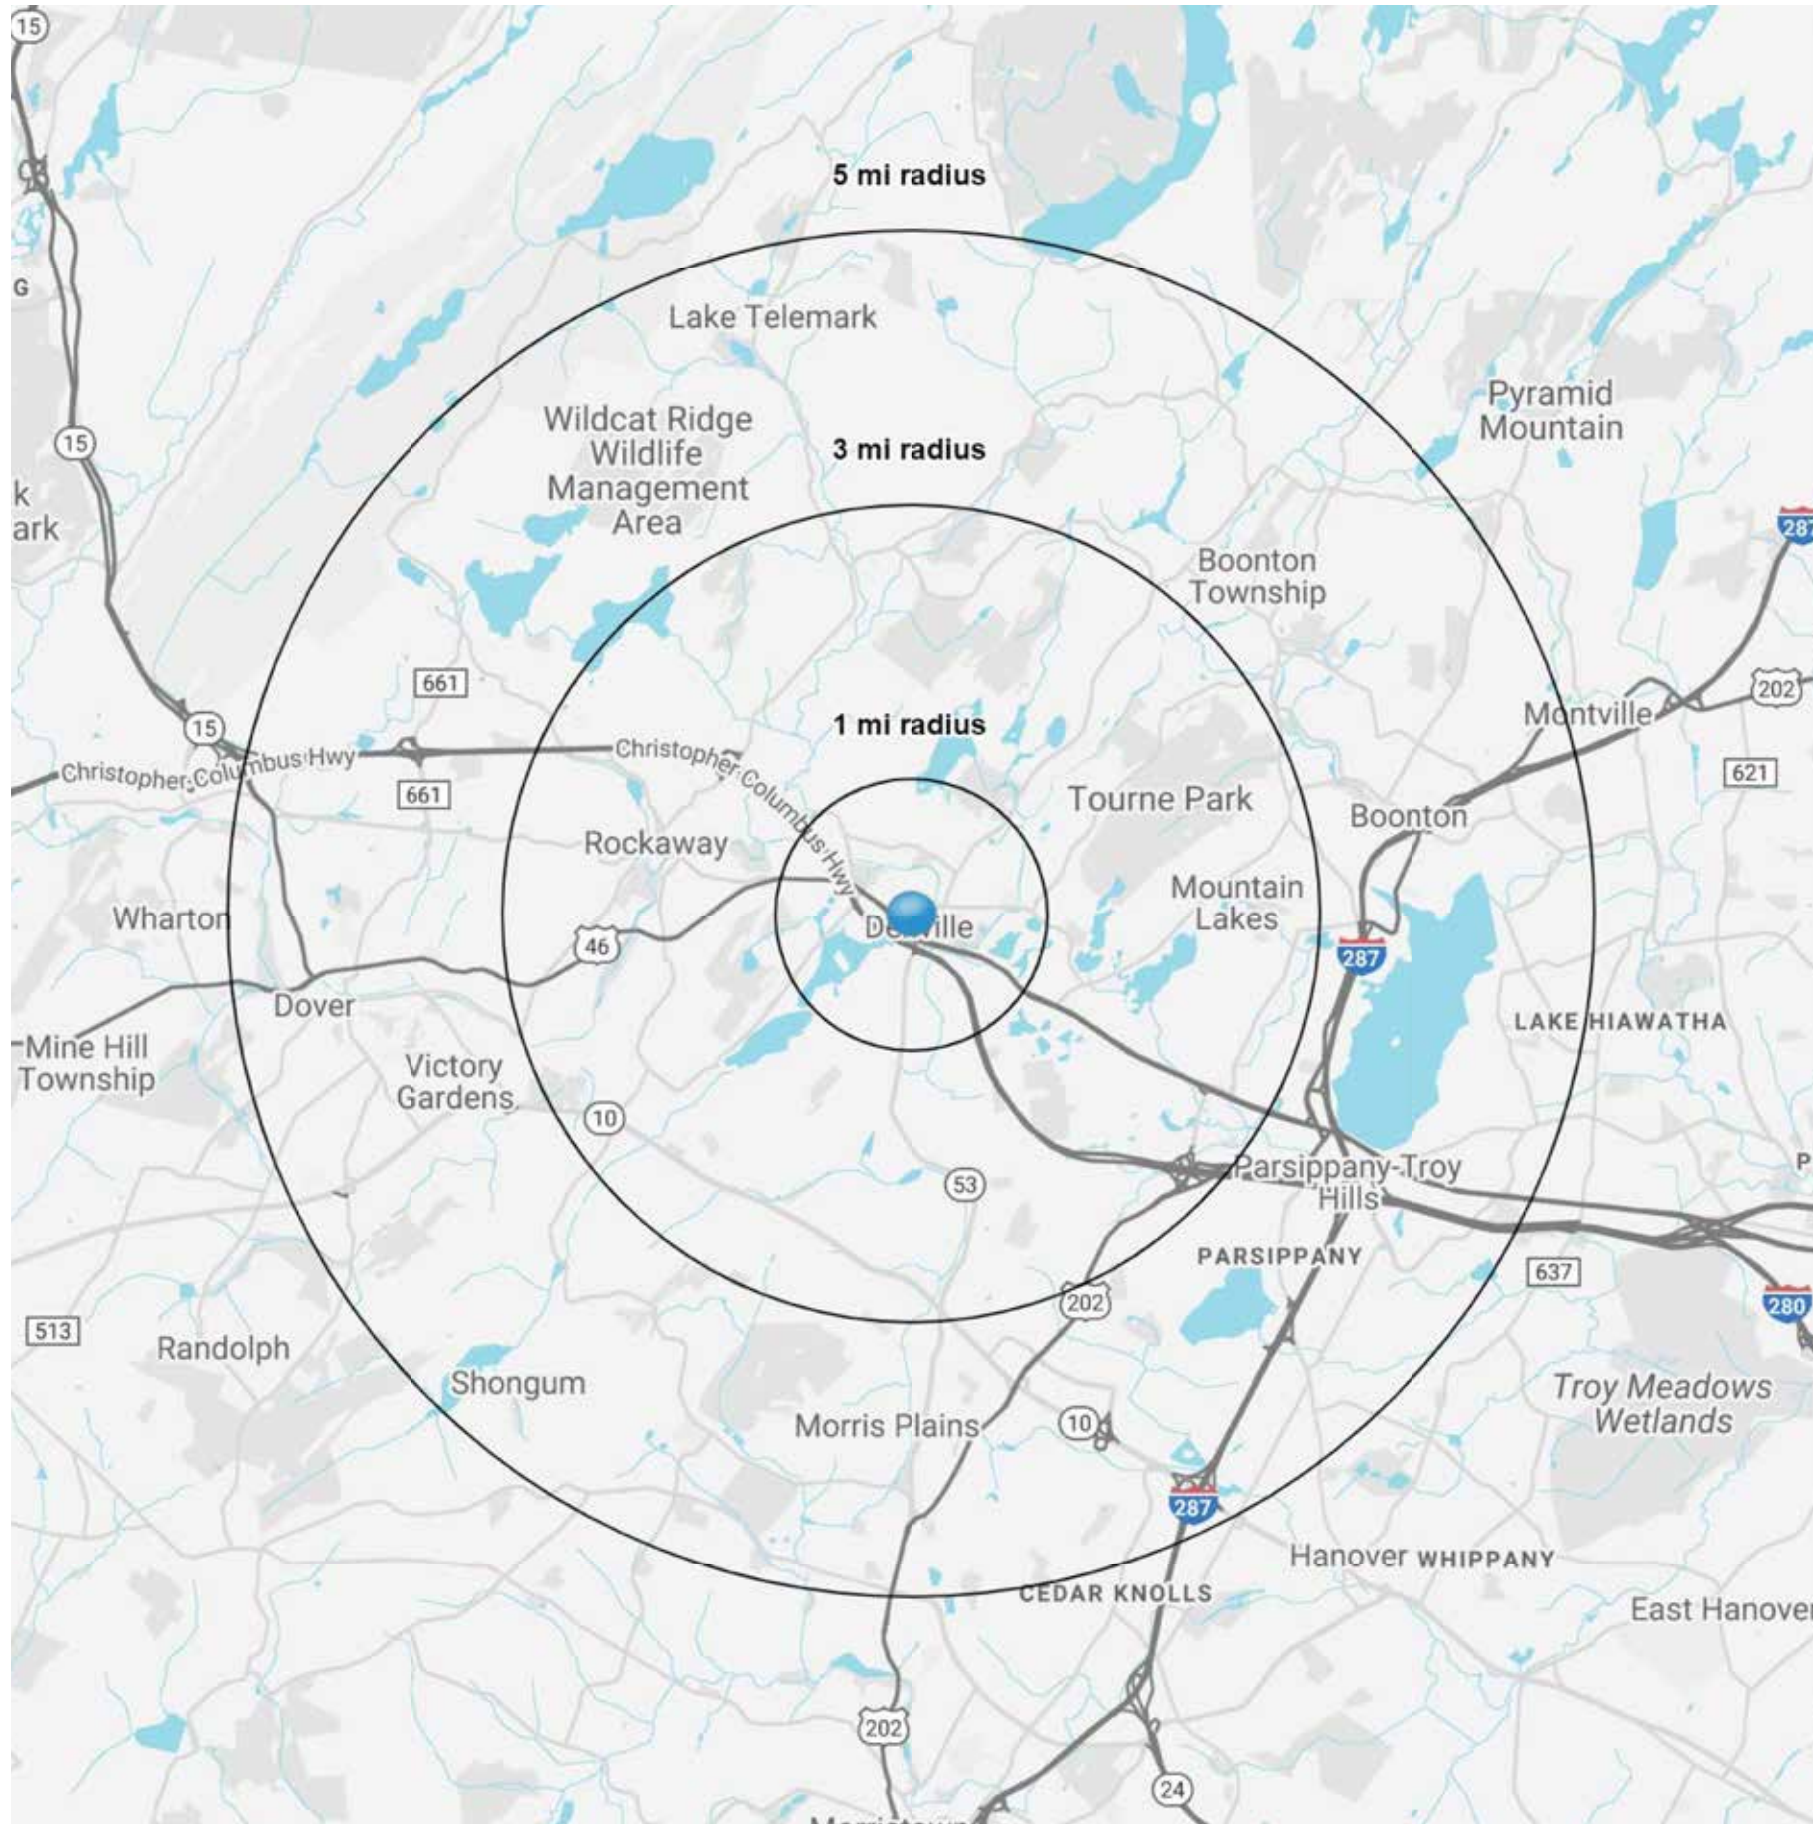 15
5 mi radius
G
Lake Telemark
Pyramid
Mountain
Wildcat Ridge
Wildlife
Management
Area
3 mi radius
15
k
ark
287
Boonton
Township
661
202
Montville
1 mi radius
15
Christopher Columbus Hwy
Christopher Columbus Hwy
621
661
Tourne Park
Boonton
Rockaway
Mountain
Lakes
Wharton
Denville
46
287
Dover
LAKE HIAWATHA
Mine Hill
Township
Victory
Gardens
10
Parsippany-Troy
Hills
P
53
PARSIPPANY
637
202
280
513
Randolph
Shongum
Troy Meadows
Wetlands
Morris Plains
10
287
Hanover
WHIPPANY
CEDAR KNOLLS
East Hanover
202
24
Morristown